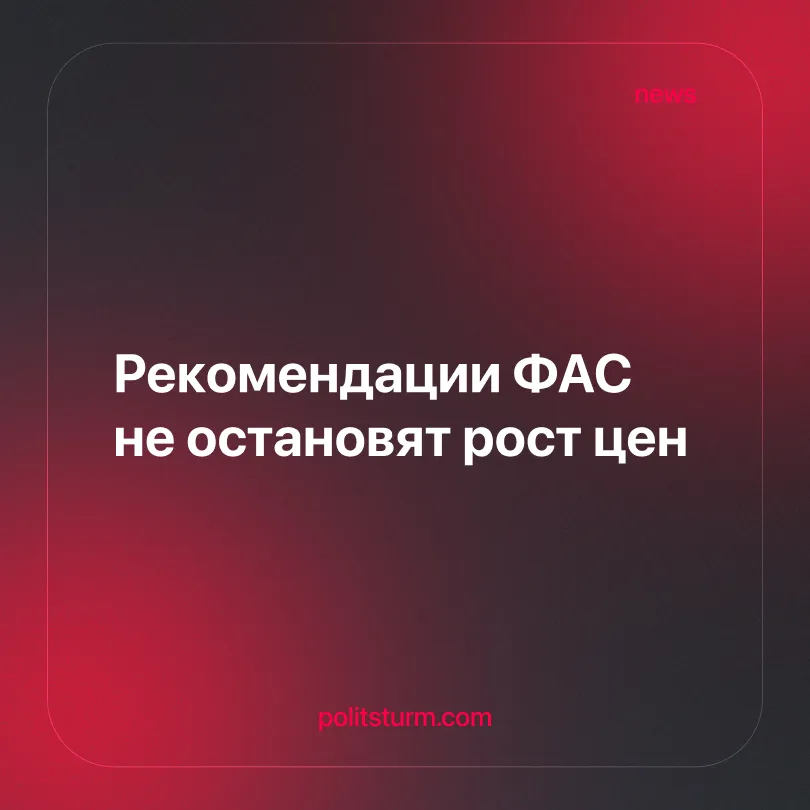 news
Рекомендации ФАС
не остановят рост цен
politsturm.com